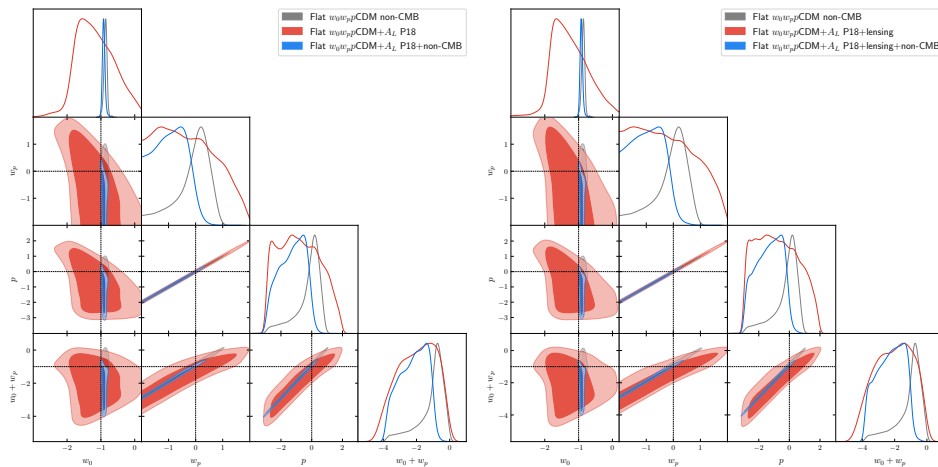 Flat w₀wₚpCDM non-CMB
Flat w₀wₚpCDM+A_L P18
Flat w₀wₚpCDM+A_L P18+non-CMB
wₚ
1
0
−1
p
2
1
0
−1
−2
−3
w₀ + wₚ
0
−2
−4
−2 −1 0
w₀
−1 0 1
wₚ
−2 0 2
p
−4 −2 0
w₀ + wₚ
Flat w₀wₚpCDM non-CMB
Flat w₀wₚpCDM+A_L P18+lensing
Flat w₀wₚpCDM+A_L P18+lensing+non-CMB
wₚ
1
0
−1
p
2
1
0
−1
−2
−3
w₀ + wₚ
0
−2
−4
−2 −1 0
w₀
−1 0 1
wₚ
−2 0 2
p
−4 −2 0
w₀ + wₚ